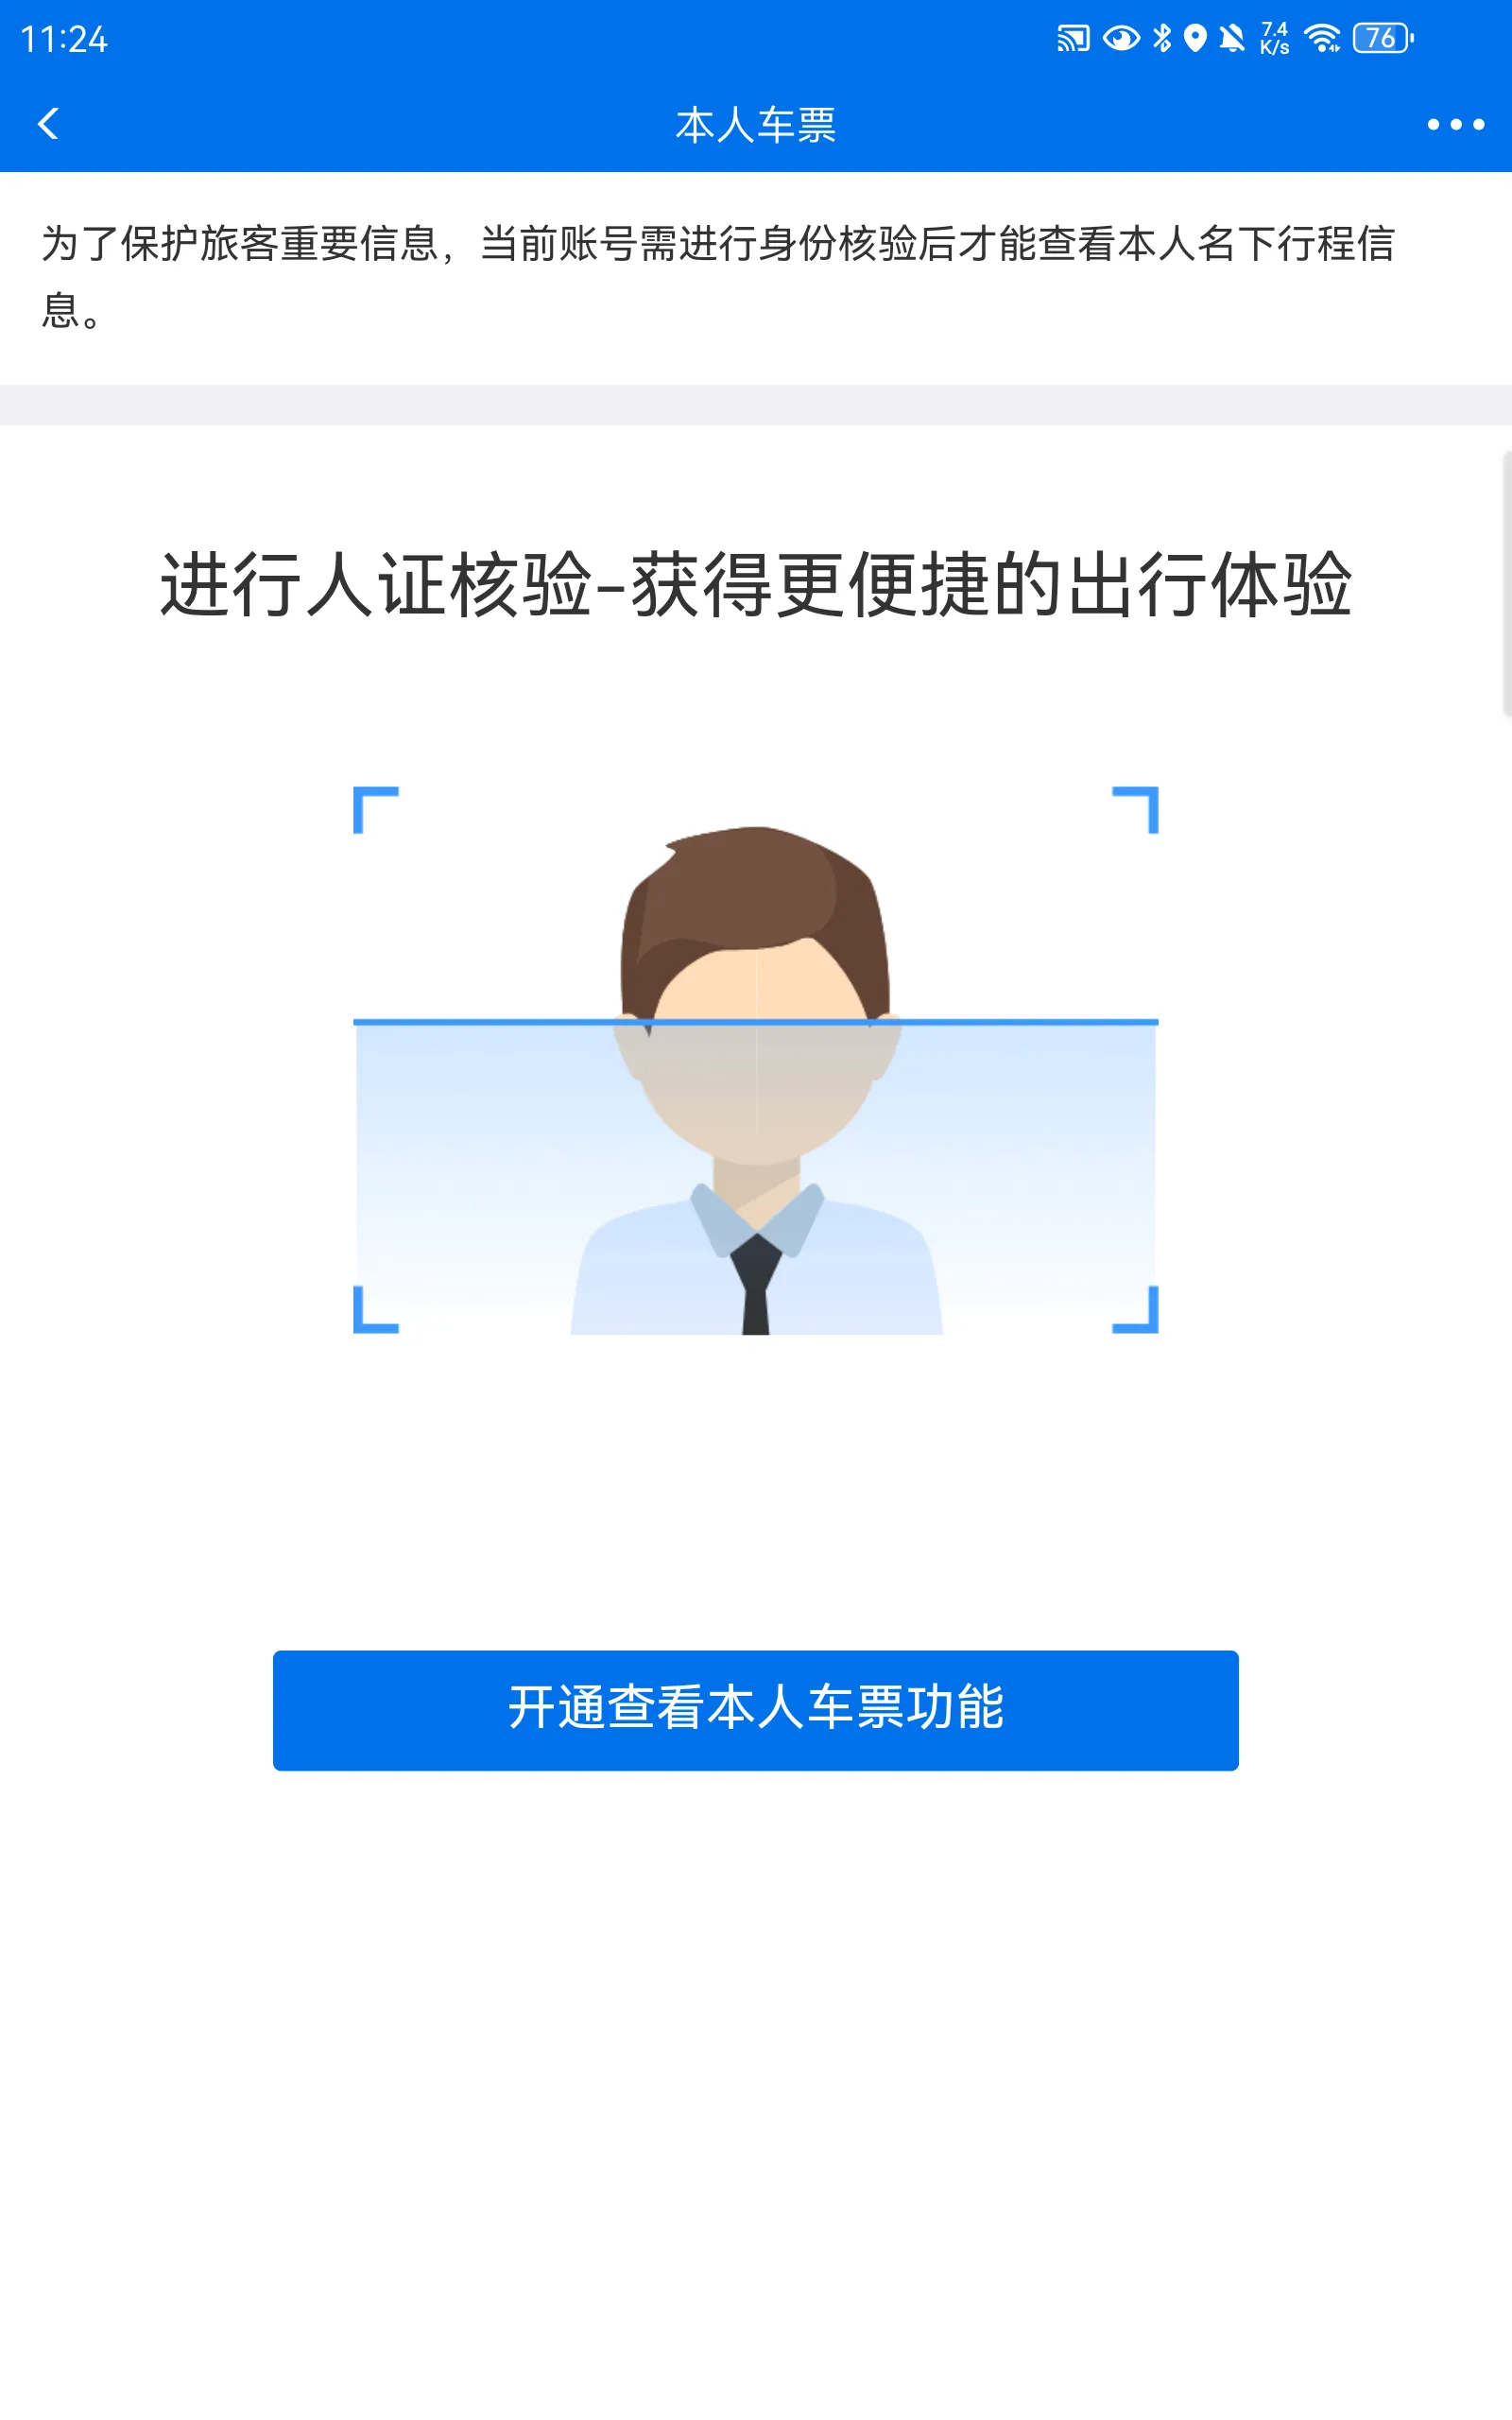 11:24
7.4
K/s
76
本人车票
为了保护旅客重要信息，当前账号需进行身份核验后才能查看本人名下行程信
息。
进行人证核验-获得更便捷的出行体验
开通查看本人车票功能